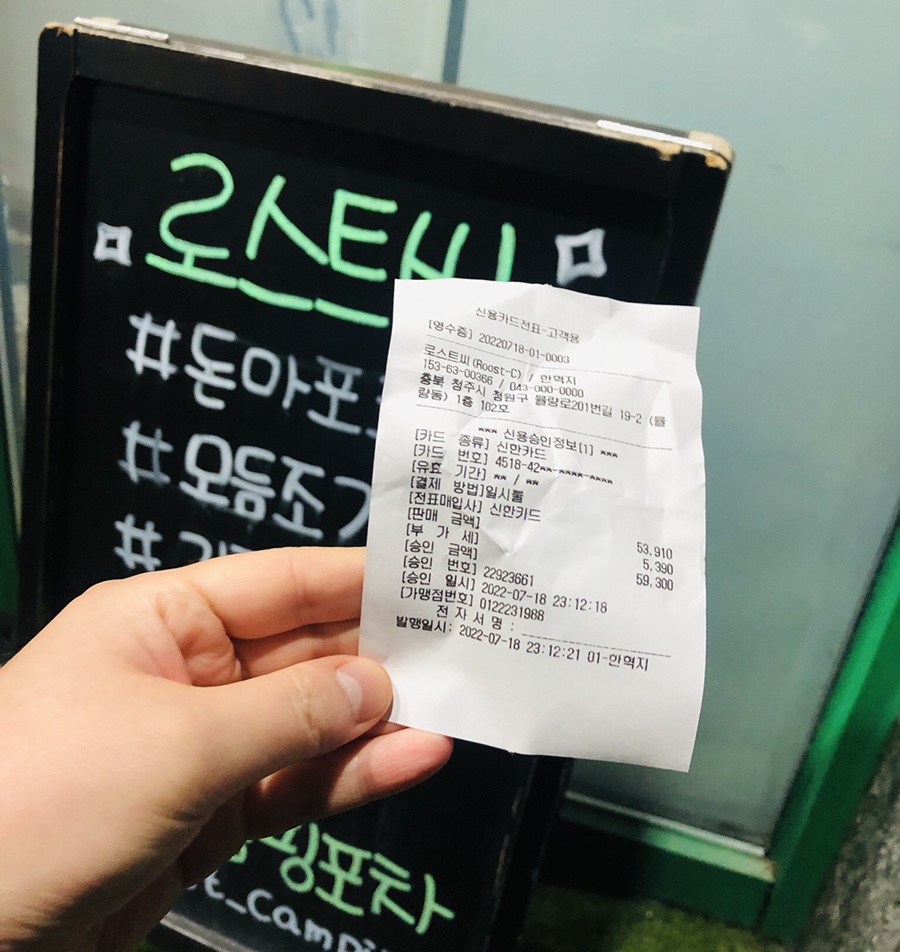 로스트씨
#돈마포
#모듬조
#
신용카드전표-고객용
[영수증] 20220718-01-0003
로스트씨(Roost-C) / 한혁지
153-63-00366 / 043-000-0000
충북 청주시 청원구 율량로201번길 19-2 (율
량동) 1층 102호
*** 신용승인정보[1] ***
[카드 종류] 신한카드
[카드 번호] 4518-42**-****-****
[유효 기간] ** / **
[결제 방법]일시불
[전표매입사] 신한카드
[판매 금액] 53,910
[부 가 세] 5,390
[승인 금액] 59,300
[승인 번호] 22923661
[승인 일시] 2022-07-18 23:12:18
[가맹점번호] 0122231988
전 자 서 명 :
발행일시: 2022-07-18 23:12:21 01-한혁지
핑포차
t_campi